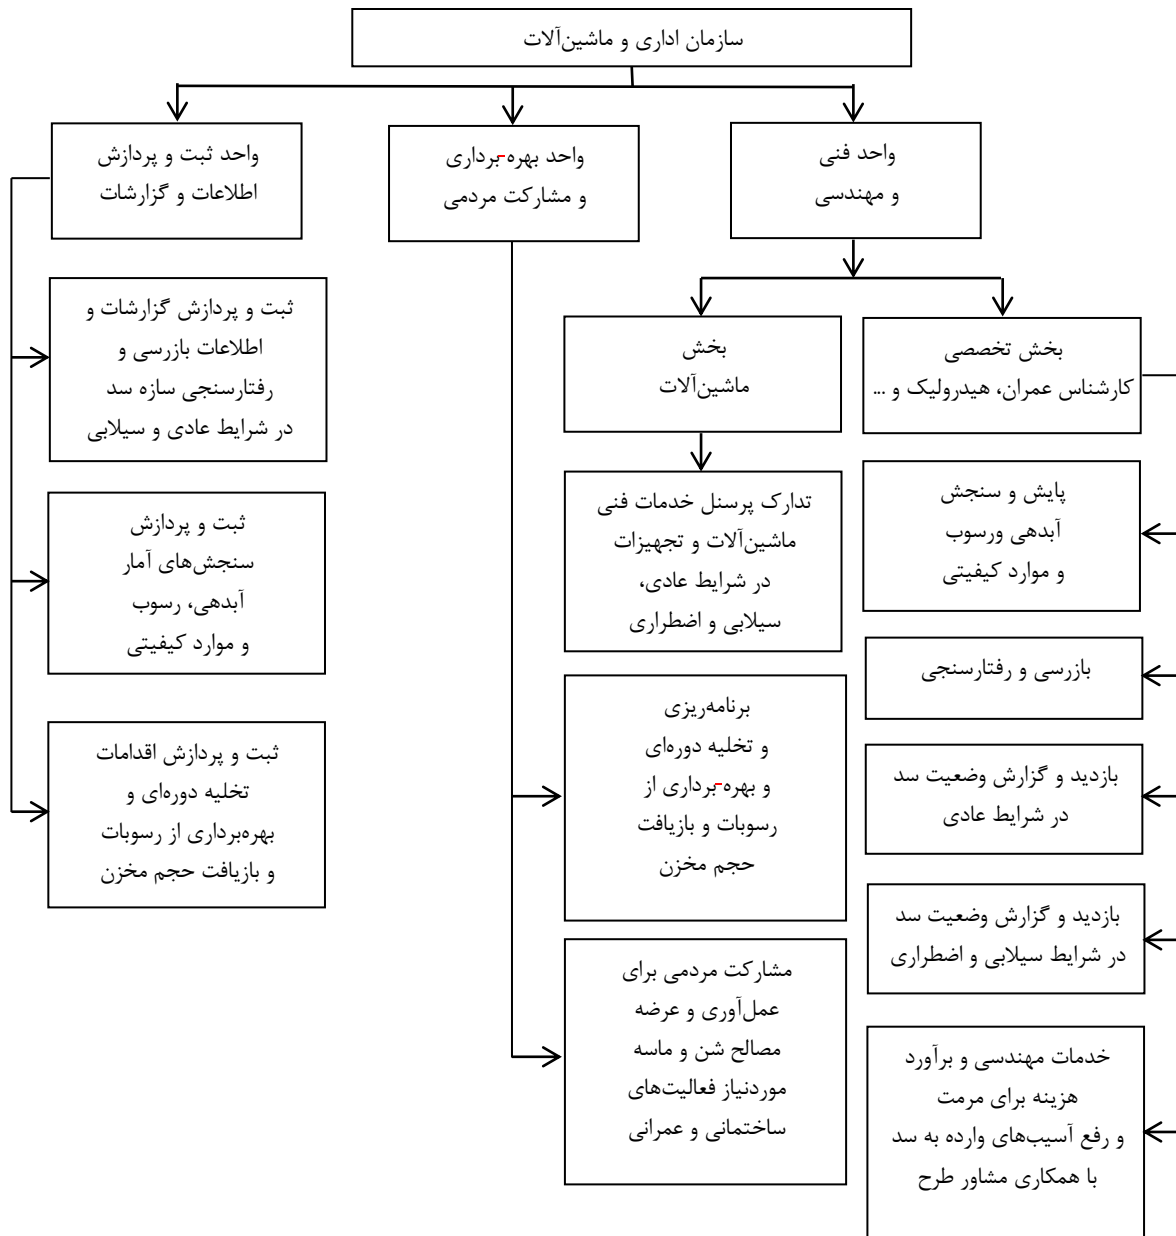 سازمان اداری و ماشین‌آلات
واحد فنی
و مهندسی
واحد بهره-برداری
و مشارکت مردمی
واحد ثبت و پردازش
اطلاعات و گزارشات
بخش تخصصی
کارشناس عمران، هیدرولیک و ...
بخش
ماشین‌آلات
پایش و سنجش
آبدهی ورسوب
و موارد کیفیتی
بازرسی و رفتارسنجی
بازدید و گزارش وضعیت سد
در شرایط عادی
بازدید و گزارش وضعیت سد
در شرایط سیلابی و اضطراری
خدمات مهندسی و برآورد
هزینه برای مرمت
و رفع آسیب‌های وارده به سد
با همکاری مشاور طرح
تدارک پرسنل خدمات فنی
ماشین‌آلات و تجهیزات
در شرایط عادی،
سیلابی و اضطراری
برنامه‌ریزی
و تخلیه دوره‌ای
و بهره-برداری از
رسوبات و بازیافت
حجم مخزن
مشارکت مردمی برای
عمل‌آوری و عرضه
مصالح شن و ماسه
موردنیاز فعالیت‌های
ساختمانی و عمرانی
ثبت و پردازش گزارشات و
اطلاعات بازرسی و
رفتارسنجی سازه سد
در شرایط عادی و سیلابی
ثبت و پردازش
سنجش‌های آمار
آبدهی، رسوب
و موارد کیفیتی
ثبت و پردازش اقدامات
تخلیه دوره‌ای و
بهره‌برداری از رسوبات
و بازیافت حجم مخزن